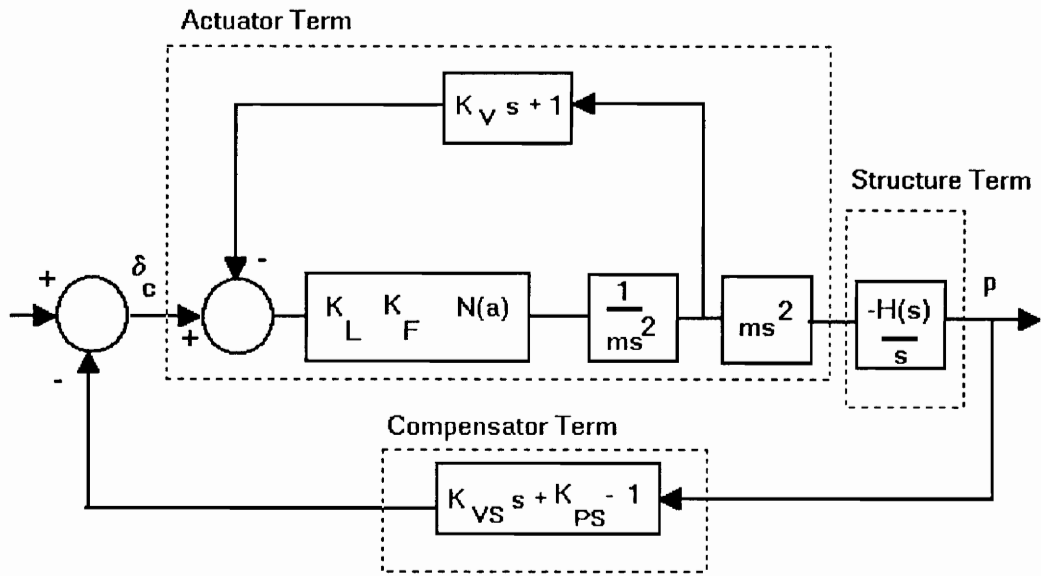 Actuator Term
K_V s + 1
Structure Term
+
δ_c
-
+
K_L K_F N(a)
1
ms^2
ms^2
-H(s)
s
p
-
Compensator Term
K_VS s + K_PS - 1